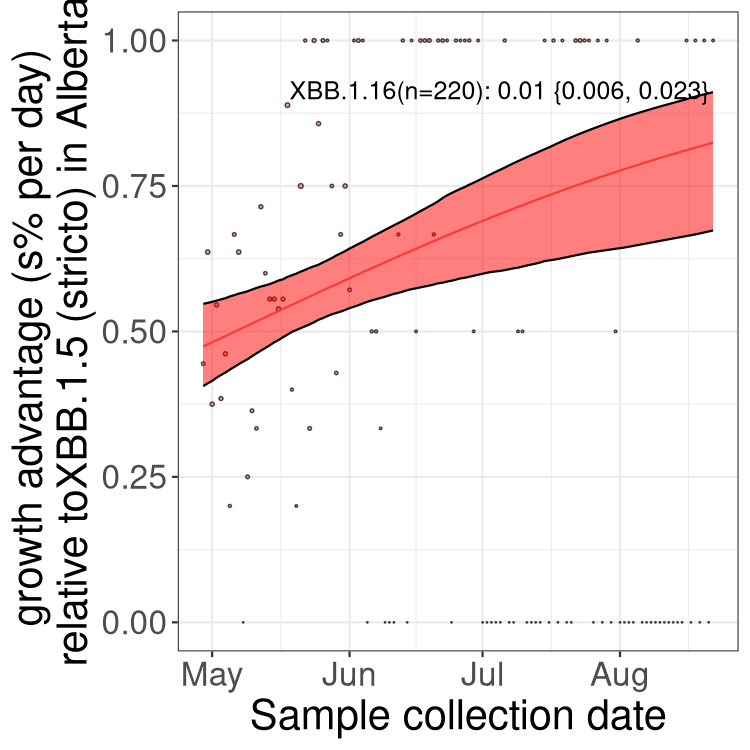 growth advantage (s% per day)
relative toXBB.1.5 (stricto) in Alberta
1.00
0.75
0.50
0.25
0.00
XBB.1.16(n=220): 0.01 {0.006, 0.023}
May Jun Jul Aug
Sample collection date